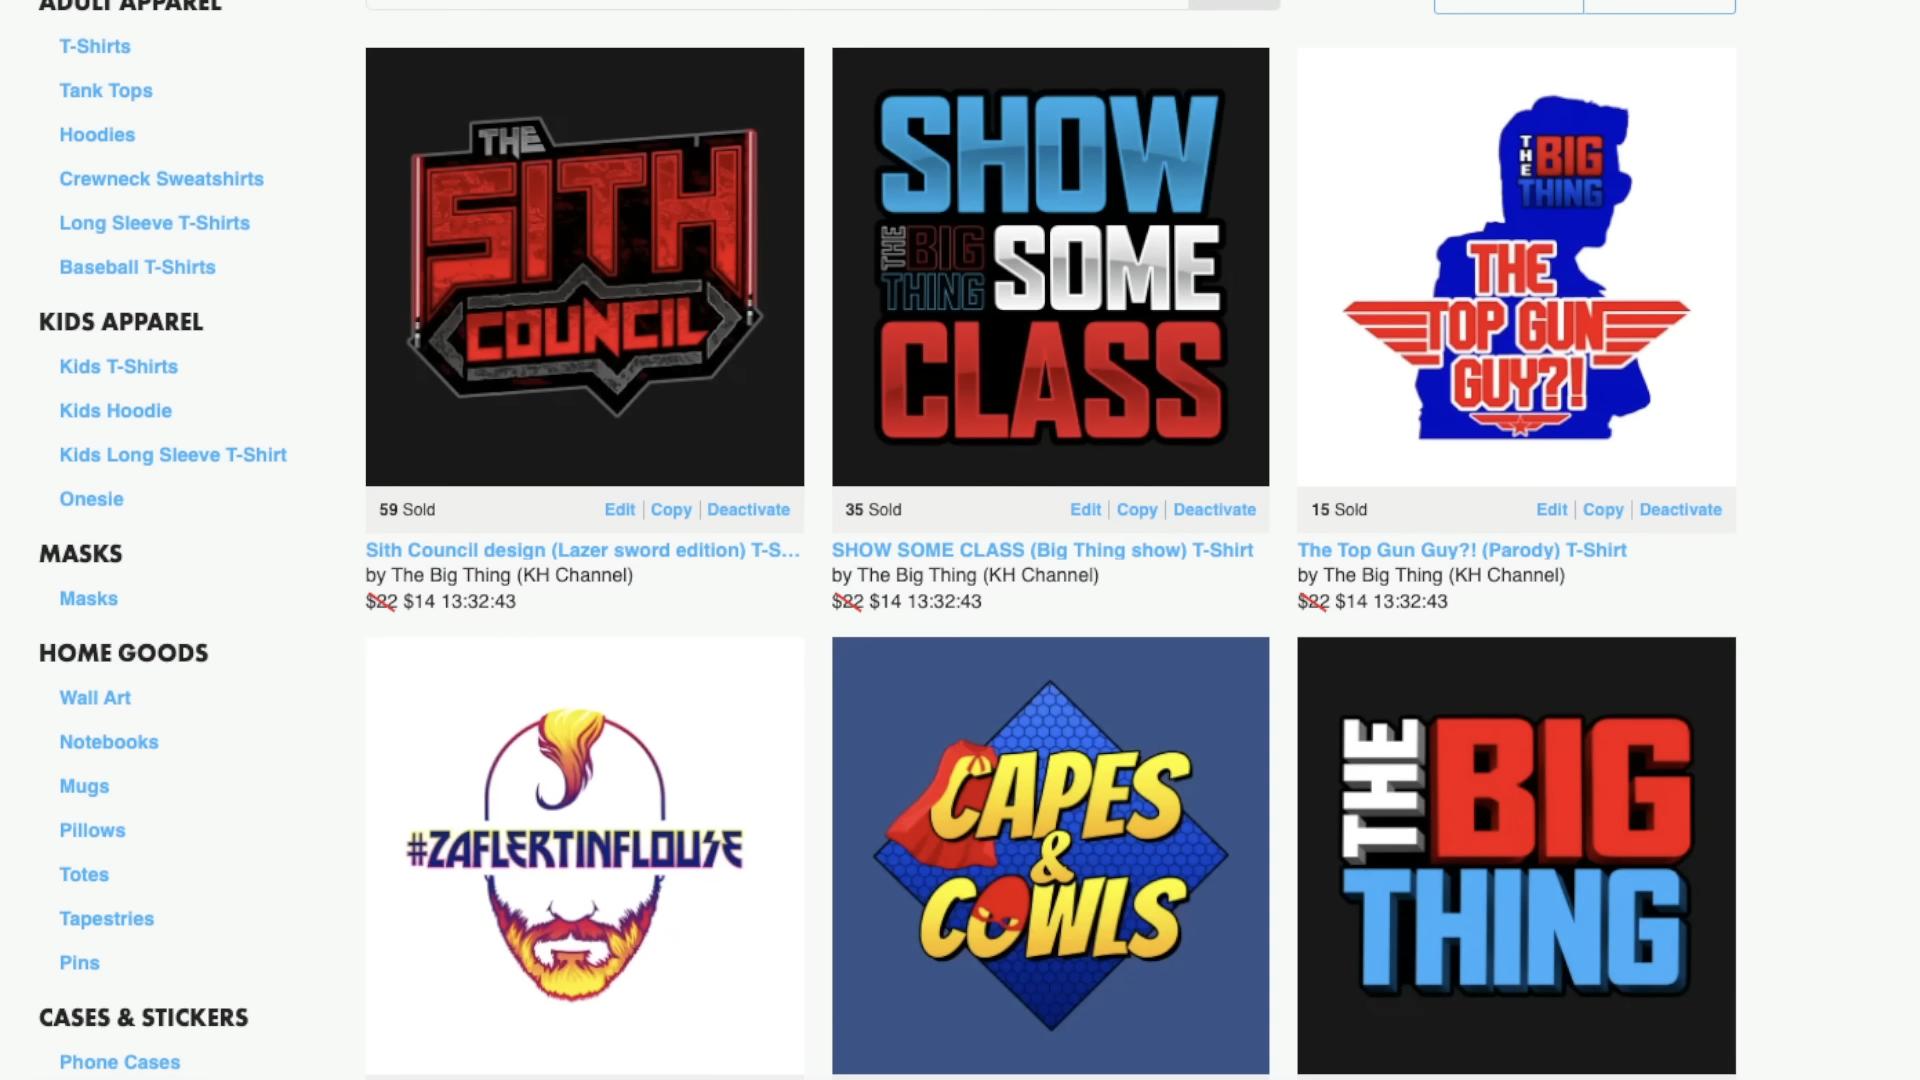 ADULT APPAREL
T-Shirts
Tank Tops
Hoodies
Crewneck Sweatshirts
Long Sleeve T-Shirts
Baseball T-Shirts
KIDS APPAREL
Kids T-Shirts
Kids Hoodie
Kids Long Sleeve T-Shirt
Onesie
MASKS
Masks
HOME GOODS
Wall Art
Notebooks
Mugs
Pillows
Totes
Tapestries
Pins
CASES & STICKERS
Phone Cases
THE
SITH
COUNCIL
59 Sold
Edit | Copy | Deactivate
Sith Council design (Lazer sword edition) T-S...
by The Big Thing (KH Channel)
$22 $14 13:32:43
SHOW
THE BIG THING
SOME
CLASS
35 Sold
Edit | Copy | Deactivate
SHOW SOME CLASS (Big Thing show) T-Shirt
by The Big Thing (KH Channel)
$22 $14 13:32:43
THE BIG
THING
THE
TOP GUN
GUY?!
15 Sold
Edit | Copy | Deactivate
The Top Gun Guy?! (Parody) T-Shirt
by The Big Thing (KH Channel)
$22 $14 13:32:43
#ZAFLERTINFLOUSE
CAPES
&
COWLS
THE BIG
THING